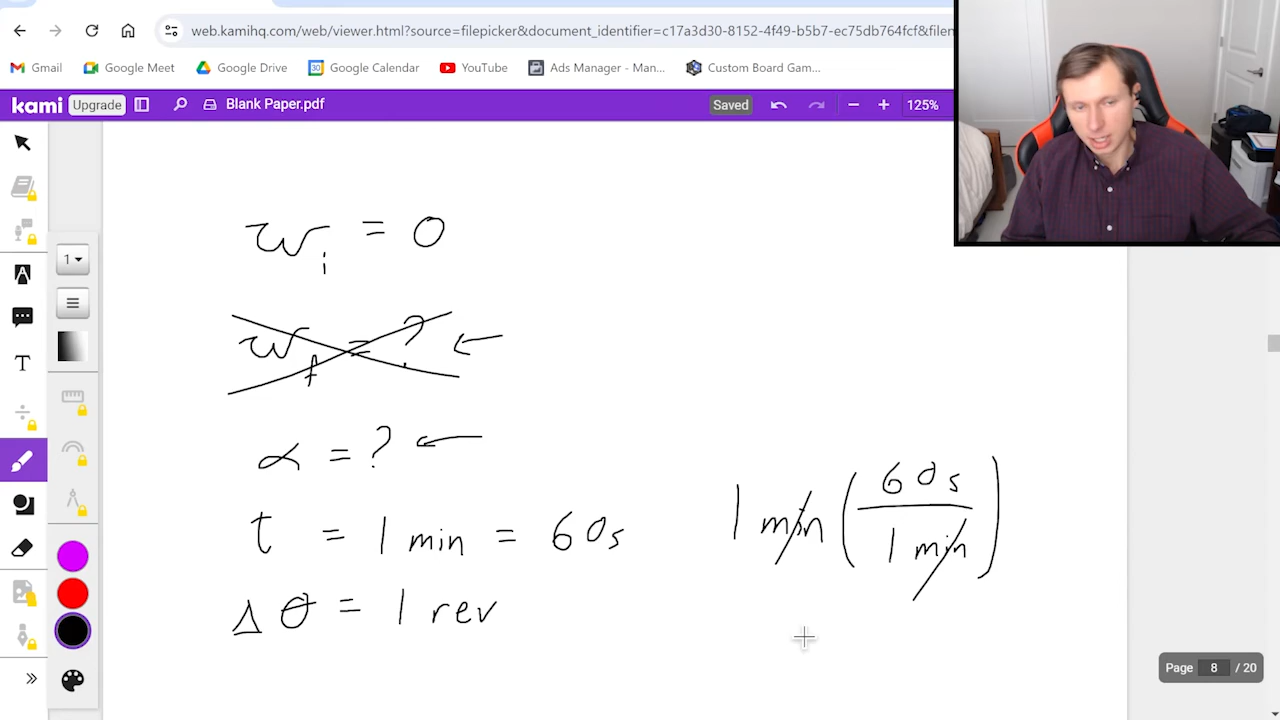 web.kamihq.com/web/viewer.html?source=filepicker&document_identifier=c17a3d30-8152-4f49-b5b7-ec75db764fcf&filen
Gmail Google Meet Google Drive 30 Google Calendar YouTube Ads Manager - Man... Custom Board Gam...
kami Upgrade Blank Paper.pdf Saved 125%
ω_i = 0
1
ω_f = ?
A
α = ?
T
1 min (60s / 1 min)
t = 1 min = 60s
Δθ = 1 rev
Page 8 / 20